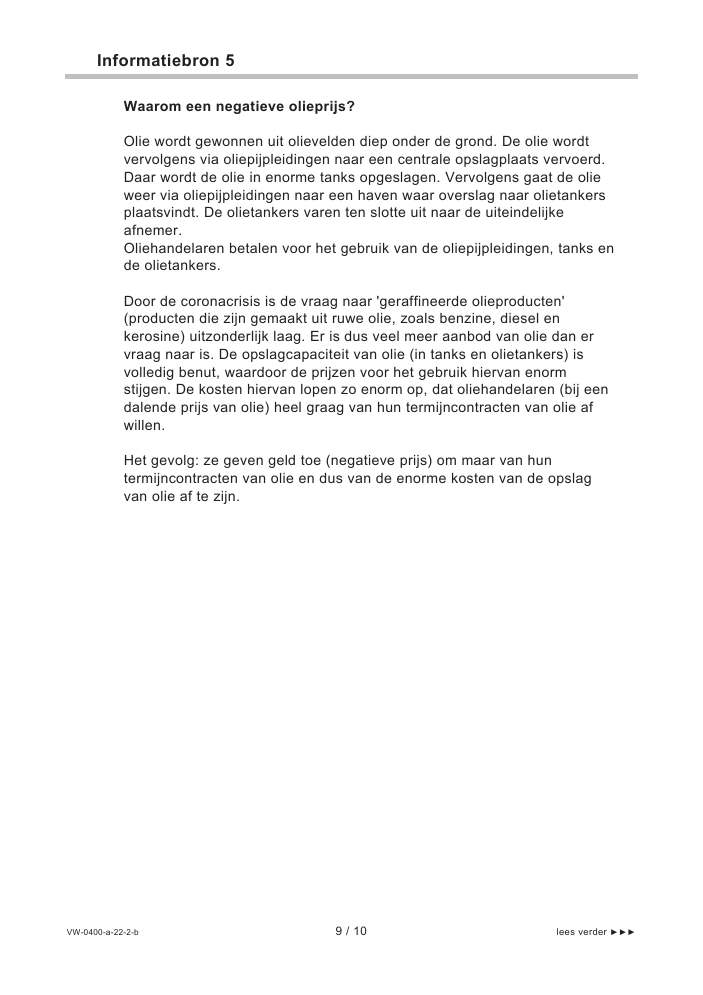 Informatiebron 5
Waarom een negatieve olieprijs?
Olie wordt gewonnen uit olievelden diep onder de grond. De olie wordt
vervolgens via oliepijpleidingen naar een centrale opslagplaats vervoerd.
Daar wordt de olie in enorme tanks opgeslagen. Vervolgens gaat de olie
weer via oliepijpleidingen naar een haven waar overslag naar olietankers
plaatsvindt. De olietankers varen ten slotte uit naar de uiteindelijke
afnemer.
Oliehandelaren betalen voor het gebruik van de oliepijpleidingen, tanks en
de olietankers.
Door de coronacrisis is de vraag naar 'geraffineerde olieproducten'
(producten die zijn gemaakt uit ruwe olie, zoals benzine, diesel en
kerosine) uitzonderlijk laag. Er is dus veel meer aanbod van olie dan er
vraag naar is. De opslagcapaciteit van olie (in tanks en olietankers) is
volledig benut, waardoor de prijzen voor het gebruik hiervan enorm
stijgen. De kosten hiervan lopen zo enorm op, dat oliehandelaren (bij een
dalende prijs van olie) heel graag van hun termijncontracten van olie af
willen.
Het gevolg: ze geven geld toe (negatieve prijs) om maar van hun
termijncontracten van olie en dus van de enorme kosten van de opslag
van olie af te zijn.
VW-0400-a-22-2-b
9 / 10
lees verder ►►►